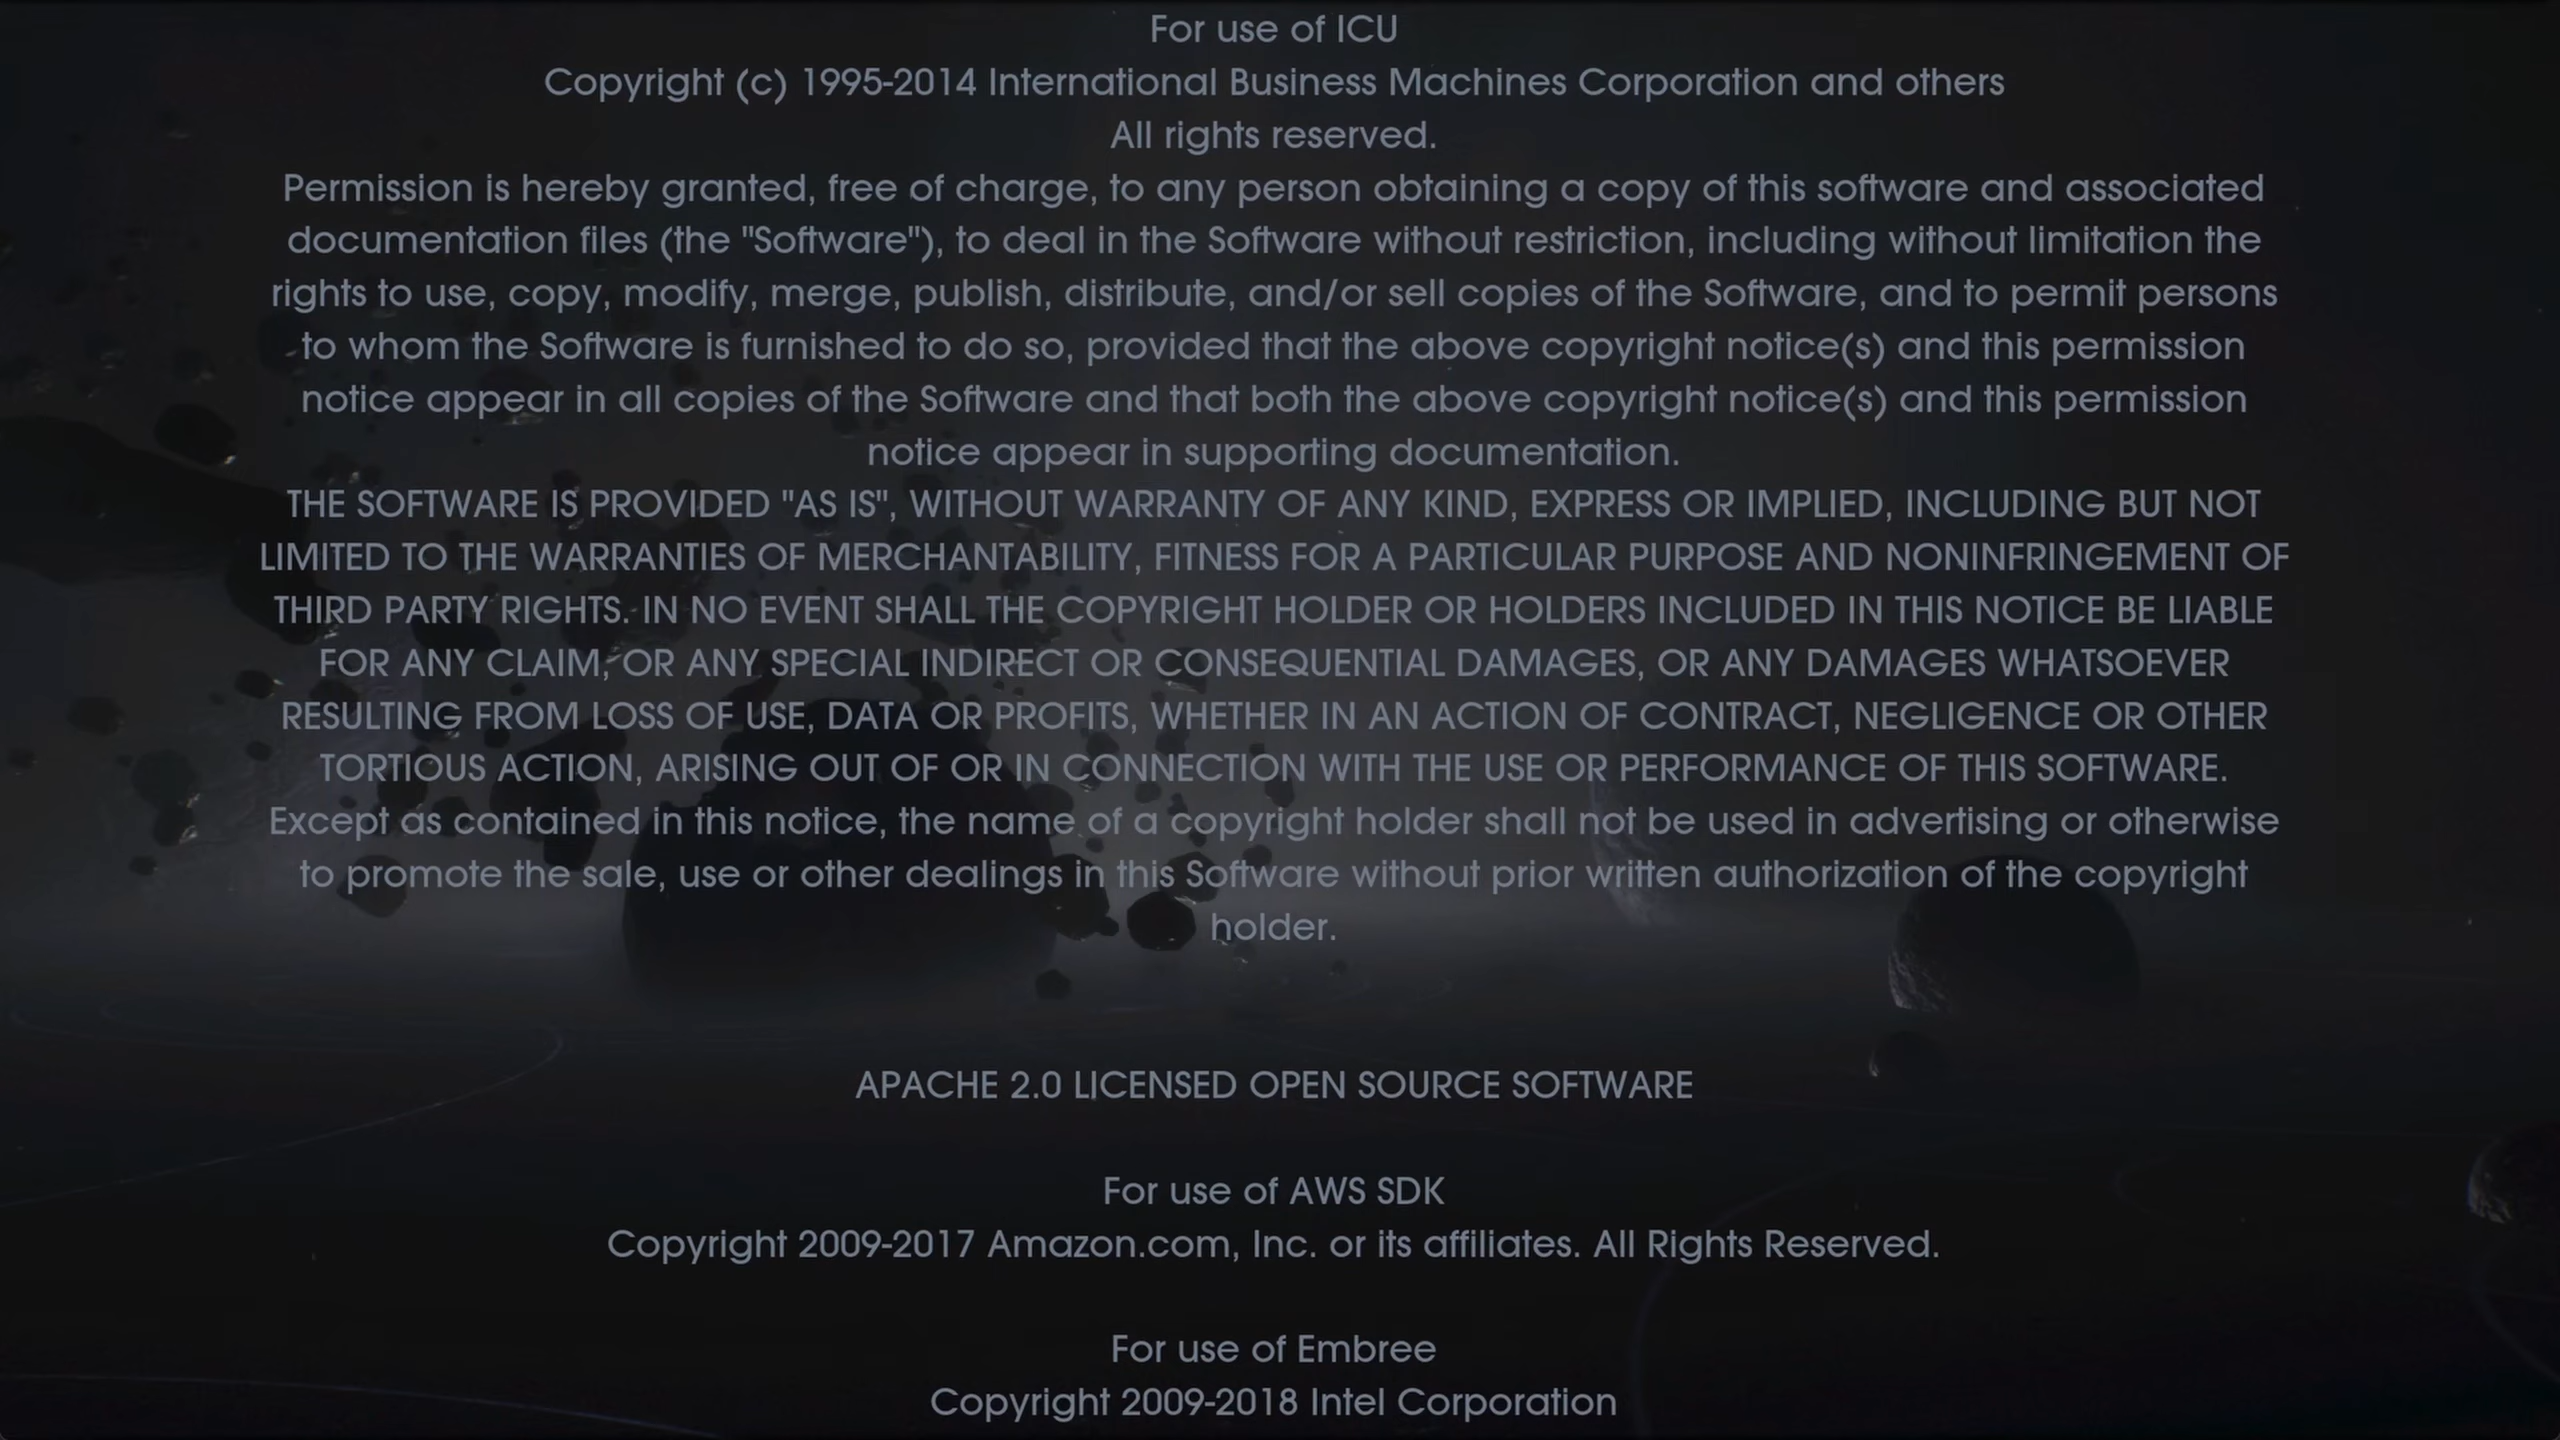 For use of ICU
Copyright (c) 1995-2014 International Business Machines Corporation and others
All rights reserved.
Permission is hereby granted, free of charge, to any person obtaining a copy of this software and associated
documentation files (the "Software"), to deal in the Software without restriction, including without limitation the
rights to use, copy, modify, merge, publish, distribute, and/or sell copies of the Software, and to permit persons
to whom the Software is furnished to do so, provided that the above copyright notice(s) and this permission
notice appear in all copies of the Software and that both the above copyright notice(s) and this permission
notice appear in supporting documentation.
THE SOFTWARE IS PROVIDED "AS IS", WITHOUT WARRANTY OF ANY KIND, EXPRESS OR IMPLIED, INCLUDING BUT NOT
LIMITED TO THE WARRANTIES OF MERCHANTABILITY, FITNESS FOR A PARTICULAR PURPOSE AND NONINFRINGEMENT OF
THIRD PARTY RIGHTS. IN NO EVENT SHALL THE COPYRIGHT HOLDER OR HOLDERS INCLUDED IN THIS NOTICE BE LIABLE
FOR ANY CLAIM, OR ANY SPECIAL INDIRECT OR CONSEQUENTIAL DAMAGES, OR ANY DAMAGES WHATSOEVER
RESULTING FROM LOSS OF USE, DATA OR PROFITS, WHETHER IN AN ACTION OF CONTRACT, NEGLIGENCE OR OTHER
TORTIOUS ACTION, ARISING OUT OF OR IN CONNECTION WITH THE USE OR PERFORMANCE OF THIS SOFTWARE.
Except as contained in this notice, the name of a copyright holder shall not be used in advertising or otherwise
to promote the sale, use or other dealings in this Software without prior written authorization of the copyright
holder.
APACHE 2.0 LICENSED OPEN SOURCE SOFTWARE
For use of AWS SDK
Copyright 2009-2017 Amazon.com, Inc. or its affiliates. All Rights Reserved.
For use of Embree
Copyright 2009-2018 Intel Corporation